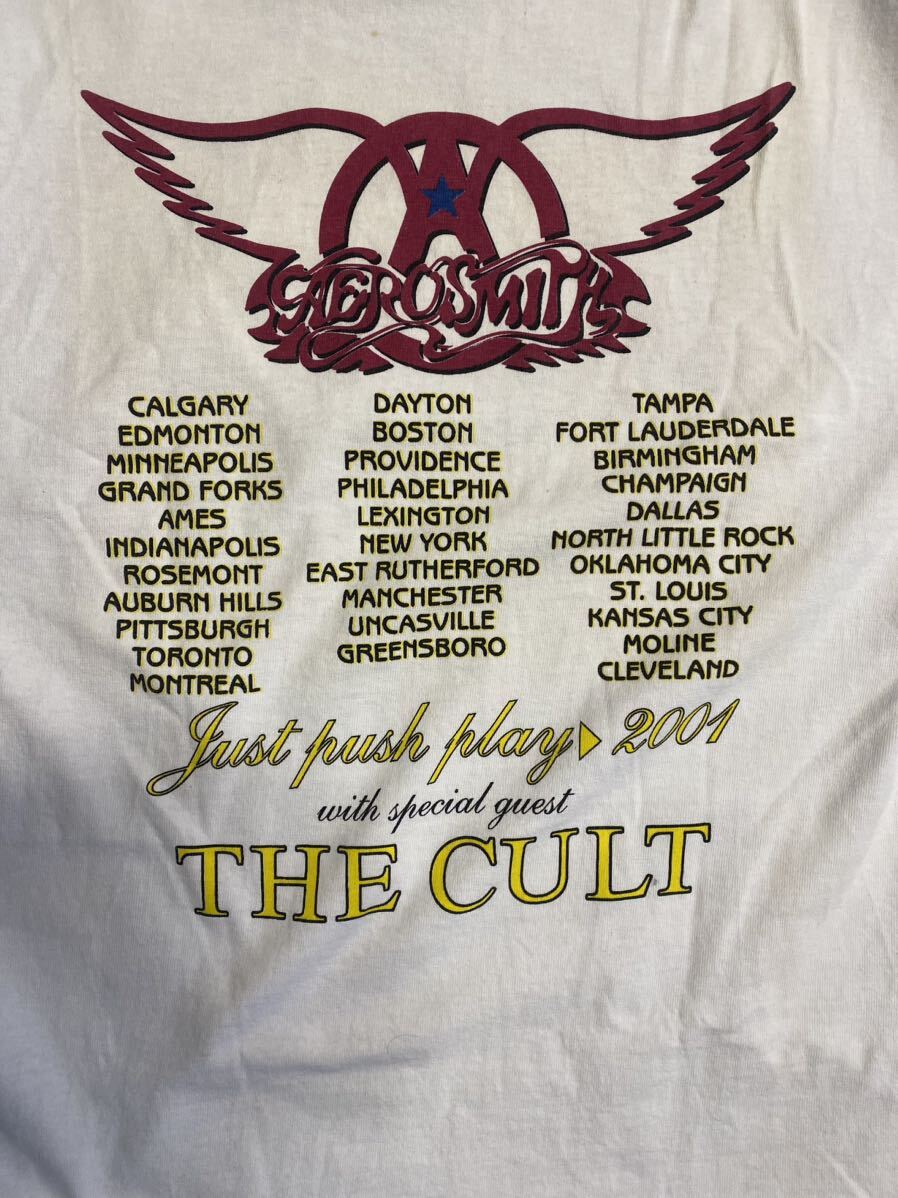 AEROSMITH
CALGARY
EDMONTON
MINNEAPOLIS
GRAND FORKS
AMES
INDIANAPOLIS
ROSEMONT
AUBURN HILLS
PITTSBURGH
TORONTO
MONTREAL
DAYTON
BOSTON
PROVIDENCE
PHILADELPHIA
LEXINGTON
NEW YORK
EAST RUTHERFORD
MANCHESTER
UNCASVILLE
GREENSBORO
TAMPA
FORT LAUDERDALE
BIRMINGHAM
CHAMPAIGN
DALLAS
NORTH LITTLE ROCK
OKLAHOMA CITY
ST. LOUIS
KANSAS CITY
MOLINE
CLEVELAND
Just push play 2001
with special guest
THE CULT